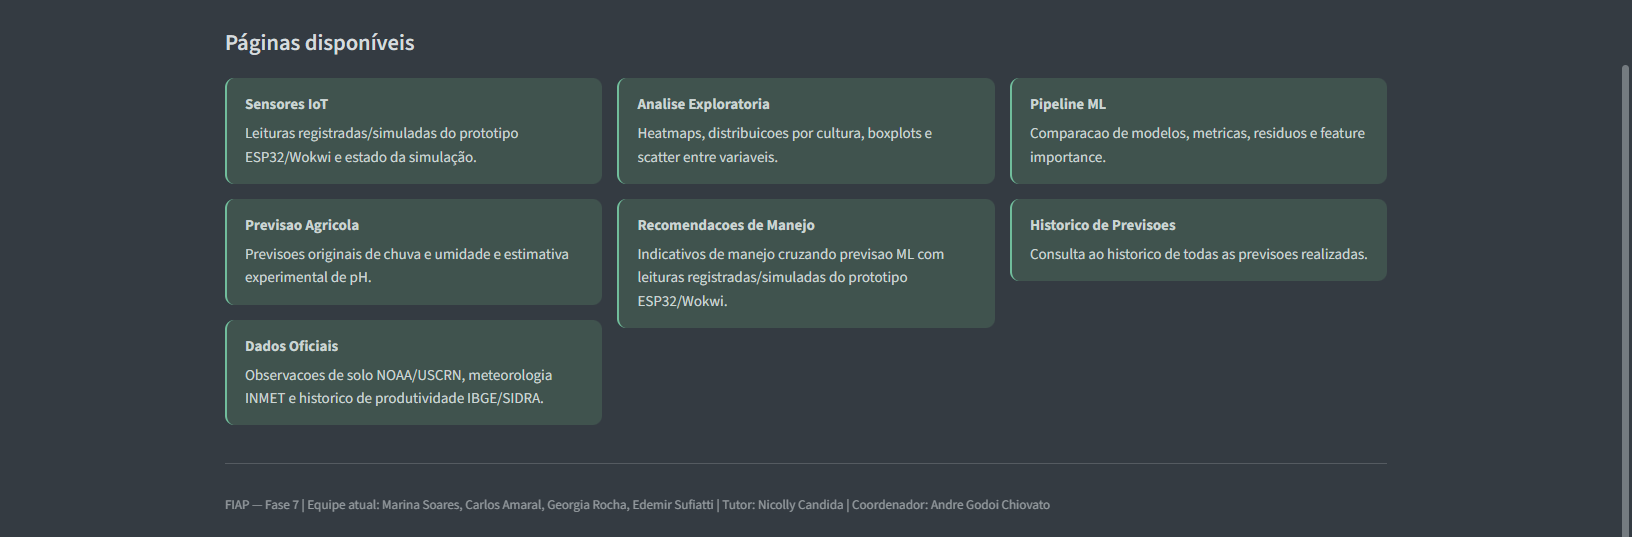 Páginas disponíveis
Sensores IoT
Leituras registradas/simuladas do prototipo
ESP32/Wokwi e estado da simulação.
Analise Exploratoria
Heatmaps, distribuicoes por cultura, boxplots e
scatter entre variaveis.
Pipeline ML
Comparacao de modelos, metricas, residuos e feature
importance.
Previsao Agricola
Previsoes originais de chuva e umidade e estimativa
experimental de pH.
Recomendacoes de Manejo
Indicativos de manejo cruzando previsao ML com
leituras registradas/simuladas do prototipo
ESP32/Wokwi.
Historico de Previsoes
Consulta ao historico de todas as previsoes realizadas.
Dados Oficiais
Observacoes de solo NOAA/USCRN, meteorologia
INMET e historico de produtividade IBGE/SIDRA.
FIAP — Fase 7 | Equipe atual: Marina Soares, Carlos Amaral, Georgia Rocha, Edemir Sufiatti | Tutor: Nicolly Candida | Coordenador: Andre Godoi Chiovato